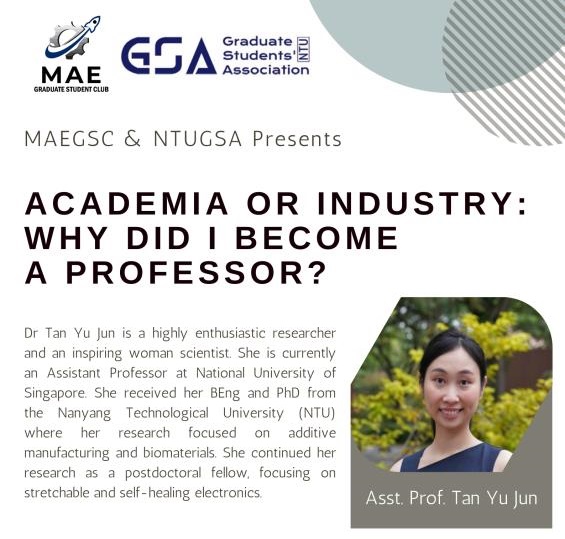 MAE
GRADUATE STUDENT CLUB
GSA
Graduate
Students' NTU
Association
MAEGSC & NTUGSA Presents
ACADEMIA OR INDUSTRY:
WHY DID I BECOME
A PROFESSOR?
Dr Tan Yu Jun is a highly enthusiastic researcher
and an inspiring woman scientist. She is currently
an Assistant Professor at National University of
Singapore. She received her BEng and PhD from
the Nanyang Technological University (NTU)
where her research focused on additive
manufacturing and biomaterials. She continued her
research as a postdoctoral fellow, focusing on
stretchable and self-healing electronics.
Asst. Prof. Tan Yu Jun